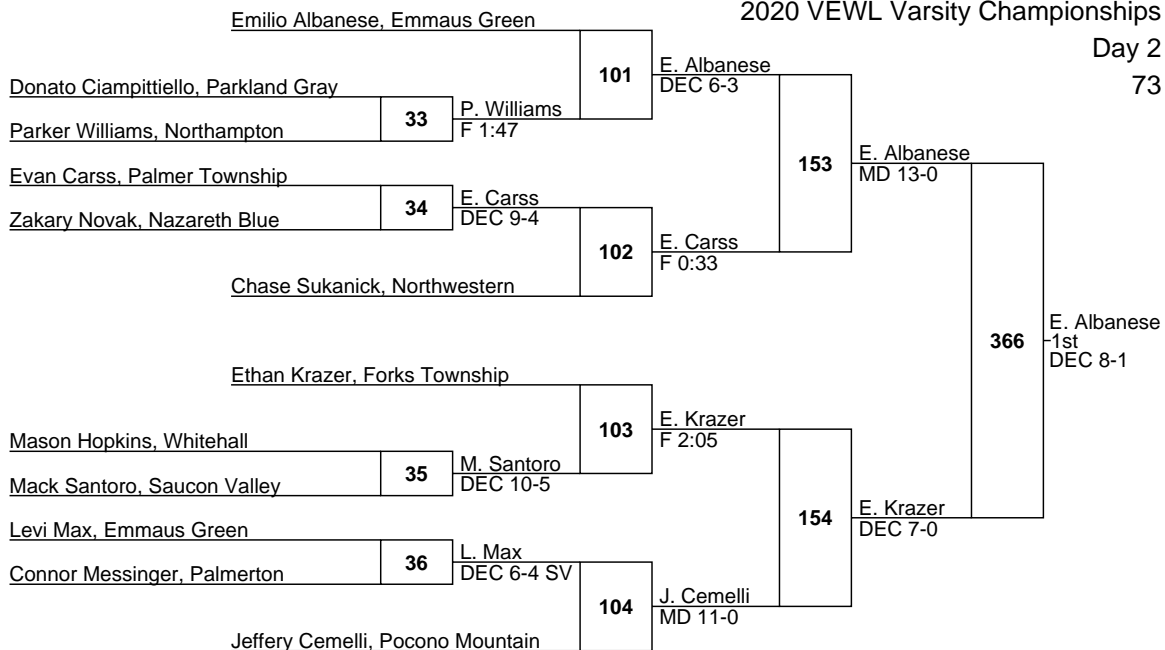 2020 VEWL Varsity Championships
Day 2
73
Emilio Albanese, Emmaus Green
101
E. Albanese
DEC 6-3
Donato Ciampittiello, Parkland Gray
33
P. Williams
F 1:47
Parker Williams, Northampton
153
E. Albanese
MD 13-0
Evan Carss, Palmer Township
34
E. Carss
DEC 9-4
Zakary Novak, Nazareth Blue
102
E. Carss
F 0:33
Chase Sukanick, Northwestern
366
E. Albanese
1st
DEC 8-1
Ethan Krazer, Forks Township
103
E. Krazer
F 2:05
Mason Hopkins, Whitehall
35
M. Santoro
DEC 10-5
Mack Santoro, Saucon Valley
154
E. Krazer
DEC 7-0
Levi Max, Emmaus Green
36
L. Max
DEC 6-4 SV
Connor Messinger, Palmerton
104
J. Cemelli
MD 11-0
Jeffery Cemelli, Pocono Mountain